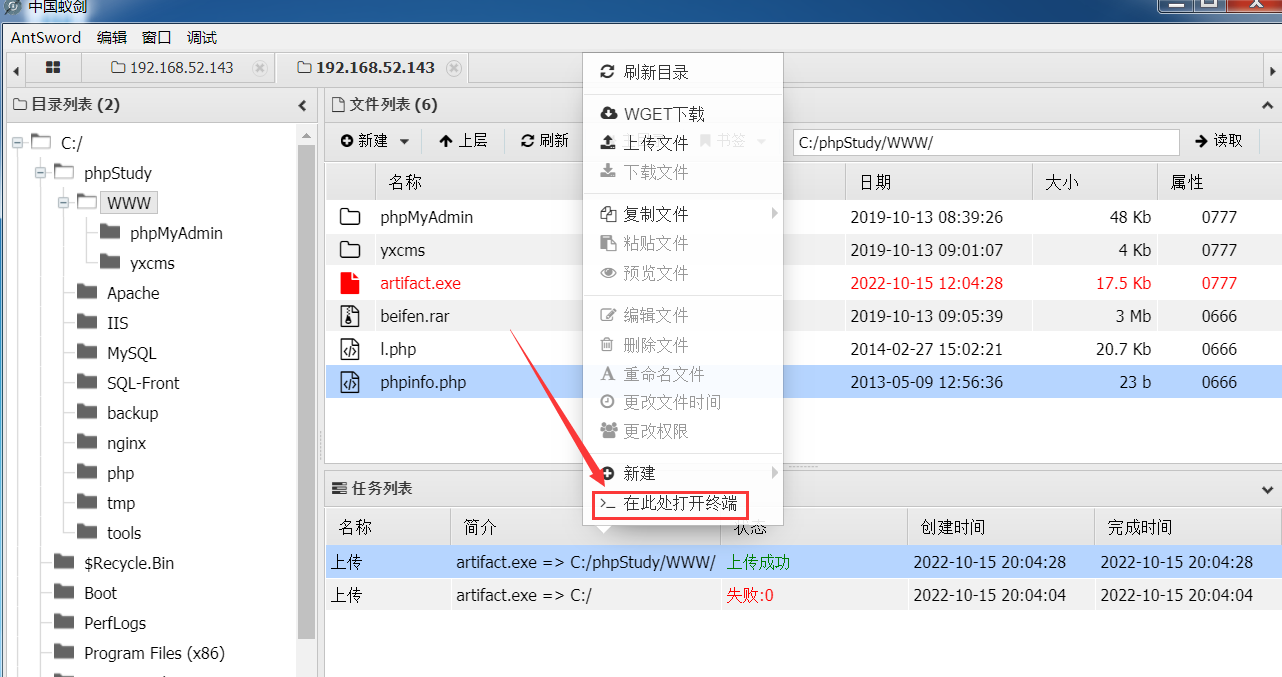 中国蚁剑
AntSword 编辑 窗口 调试
192.168.52.143 192.168.52.143
目录列表 (2)
C:/
phpStudy
WWW
phpMyAdmin
yxcms
Apache
IIS
MySQL
SQL-Front
backup
nginx
php
tmp
tools
$Recycle.Bin
Boot
PerfLogs
Program Files (x86)
文件列表 (6)
新建 上层 刷新 书签 C:/phpStudy/WWW/ 读取
名称 日期 大小 属性
phpMyAdmin 2019-10-13 08:39:26 48 Kb 0777
yxcms 2019-10-13 09:01:07 4 Kb 0777
artifact.exe 2022-10-15 12:04:28 17.5 Kb 0777
beifen.rar 2019-10-13 09:05:39 3 Mb 0666
l.php 2014-02-27 15:02:21 20.7 Kb 0666
phpinfo.php 2013-05-09 12:56:36 23 b 0666
刷新目录
WGET下载
上传文件
下载文件
复制文件
粘贴文件
预览文件
编辑文件
删除文件
重命名文件
更改文件时间
更改权限
新建
在此处打开终端
任务列表
名称 简介 状态 创建时间 完成时间
上传 artifact.exe => C:/phpStudy/WWW/ 上传成功 2022-10-15 20:04:28 2022-10-15 20:04:28
上传 artifact.exe => C:/ 失败:0 2022-10-15 20:04:04 2022-10-15 20:04:04